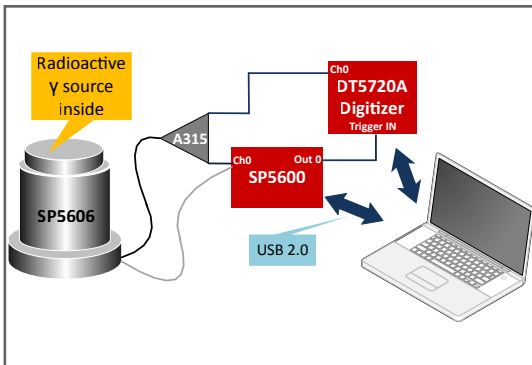 Radioactive
γ source
inside
SP5606
A315
Ch0
DT5720A
Digitizer
Trigger IN
Ch0
Out 0
SP5600
USB 2.0